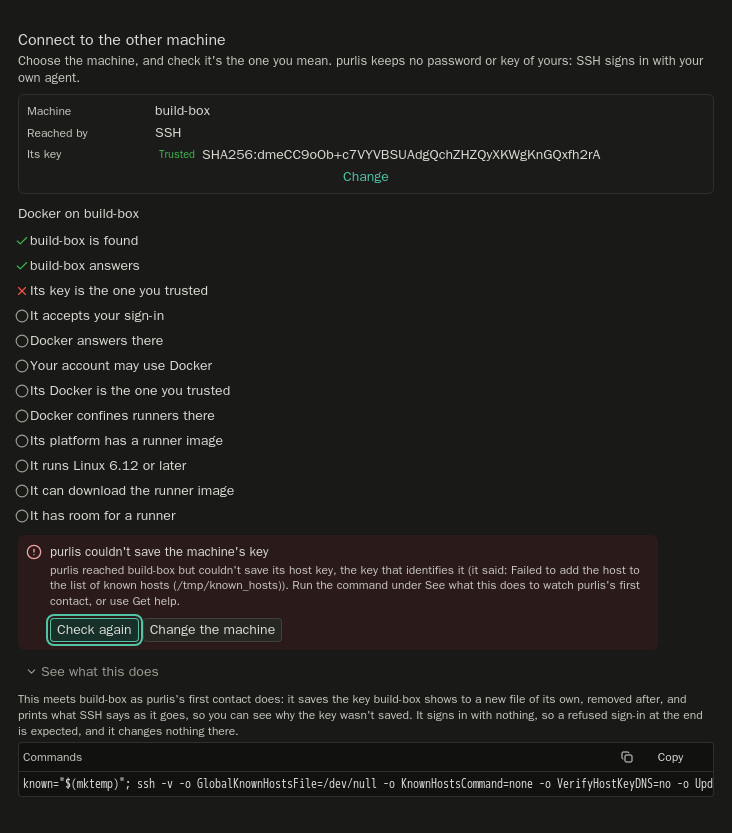 Connect to the other machine
Choose the machine, and check it's the one you mean. purlis keeps no password or key of yours: SSH signs in with your
own agent.
Machine build-box
Reached by SSH
Its key Trusted SHA256:dmeCC9oOb+c7VYVBSUAdgQchZHZQyXKWgKnGQxfh2rA
Change
Docker on build-box
build-box is found
build-box answers
Its key is the one you trusted
It accepts your sign-in
Docker answers there
Your account may use Docker
Its Docker is the one you trusted
Docker confines runners there
Its platform has a runner image
It runs Linux 6.12 or later
It can download the runner image
It has room for a runner
purlis couldn't save the machine's key
purlis reached build-box but couldn't save its host key, the key that identifies it (it said: Failed to add the host to
the list of known hosts (/tmp/known_hosts)). Run the command under See what this does to watch purlis's first
contact, or use Get help.
Check again Change the machine
See what this does
This meets build-box as purlis's first contact does: it saves the key build-box shows to a new file of its own, removed after, and
prints what SSH says as it goes, so you can see why the key wasn't saved. It signs in with nothing, so a refused sign-in at the end
is expected, and it changes nothing there.
Commands Copy
known="$(mktemp)"; ssh -v -o GlobalKnownHostsFile=/dev/null -o KnownHostsCommand=none -o VerifyHostKeyDNS=no -o Upd